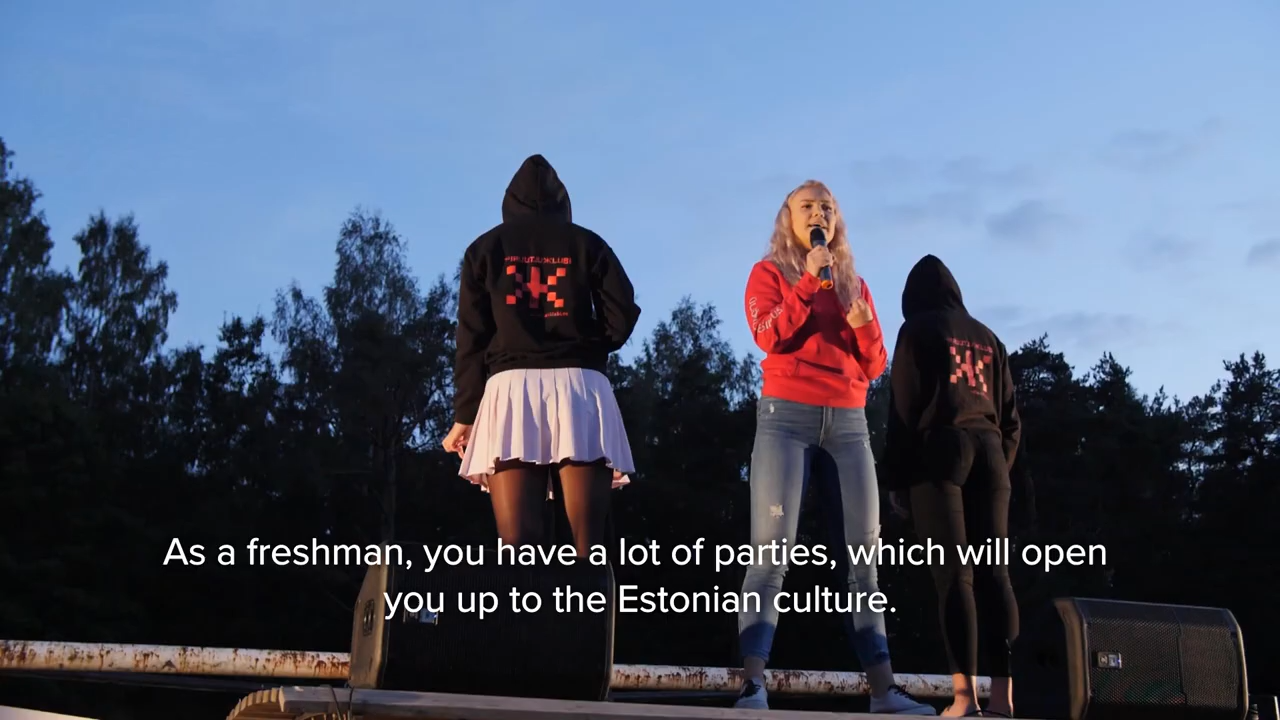 As a freshman, you have a lot of parties, which will open
you up to the Estonian culture.